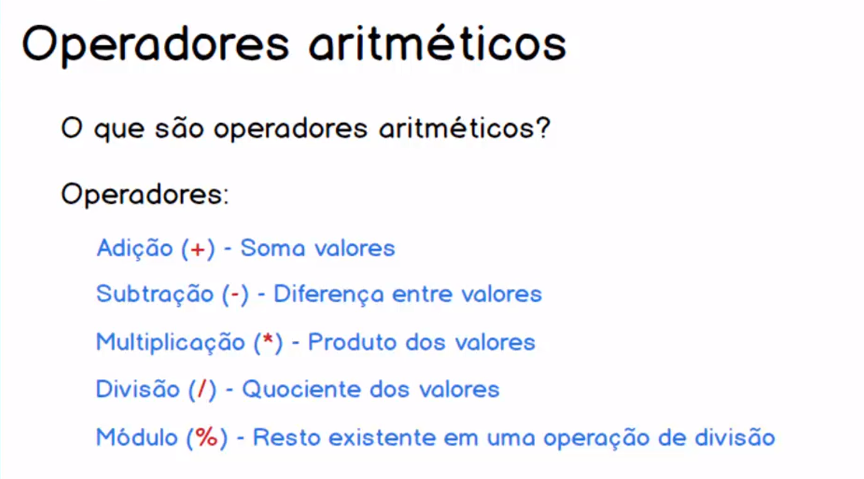 Operadores aritméticos
O que são operadores aritméticos?
Operadores:
Adição (+) - Soma valores
Subtração (-) - Diferença entre valores
Multiplicação (*) - Produto dos valores
Divisão (/) - Quociente dos valores
Módulo (%) - Resto existente em uma operação de divisão